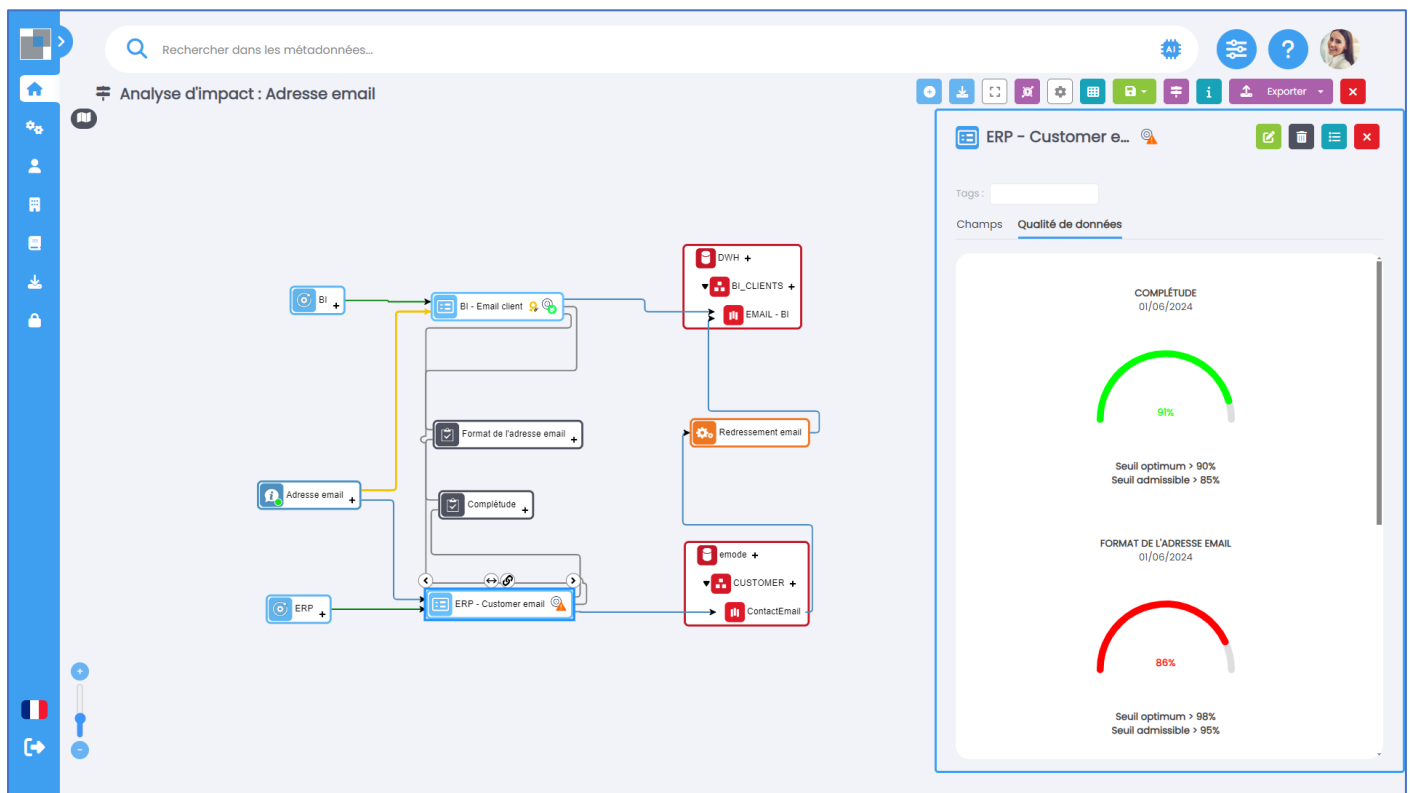 Rechercher dans les métadonnées...
AI
?
Analyse d'impact : Adresse email
i
Exporter
ERP - Customer e...
Tags :
Champs
Qualité de données
COMPLÉTUDE
01/06/2024
91%
Seuil optimum > 90%
Seuil admissible > 85%
FORMAT DE L'ADRESSE EMAIL
01/06/2024
86%
Seuil optimum > 98%
Seuil admissible > 95%
DWH +
BI_CLIENTS +
EMAIL - BI
BI +
BI - Email client
Format de l'adresse email +
Redressement email
Adresse email +
Complétude +
emode +
CUSTOMER +
ContactEmail
ERP +
ERP - Customer email